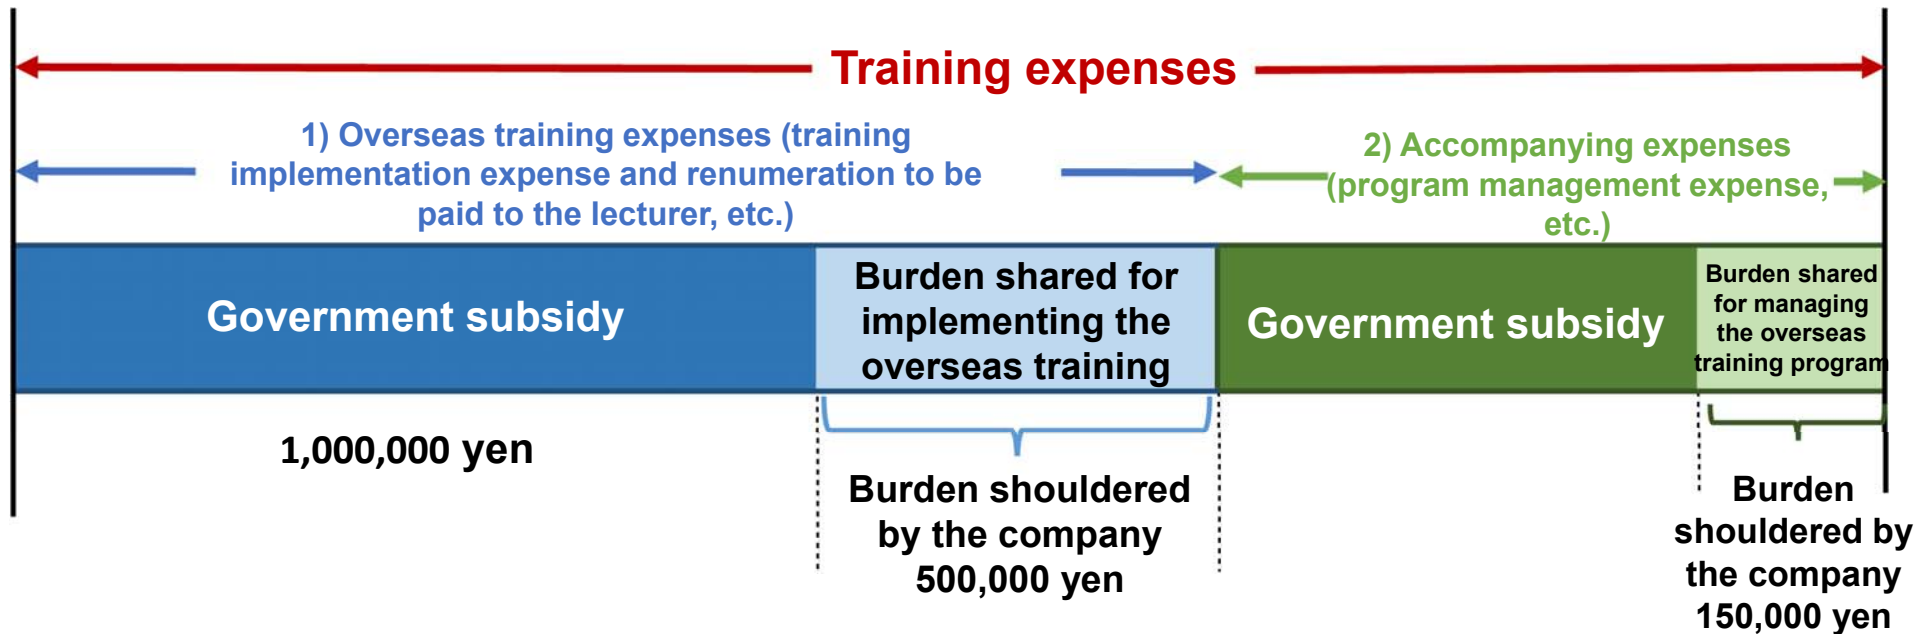 Training expenses
1) Overseas training expenses (training
implementation expense and renumeration to be
paid to the lecturer, etc.)
2) Accompanying expenses
(program management expense,
etc.)
Government subsidy
Burden shared for
implementing the
overseas training
Government subsidy
Burden shared
for managing
the overseas
training program
1,000,000 yen
Burden shouldered
by the company
500,000 yen
Burden
shouldered by
the company
150,000 yen